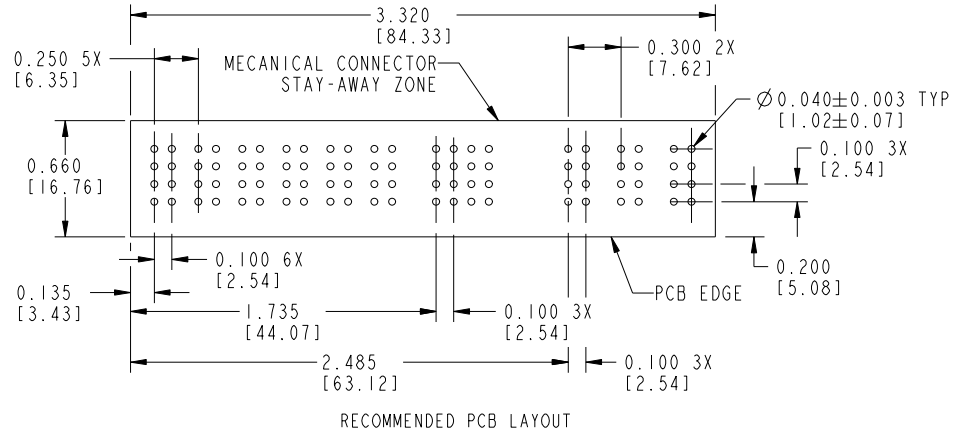 3.320
[84.33]
0.250 5X
[6.35]
0.300 2X
[7.62]
MECANICAL CONNECTOR
STAY-AWAY ZONE
Ø0.040±0.003 TYP
[1.02±0.07]
0.100 3X
[2.54]
0.660
[16.76]
0.100 6X
[2.54]
0.200
[5.08]
0.135
[3.43]
PCB EDGE
1.735
[44.07]
0.100 3X
[2.54]
2.485
[63.12]
0.100 3X
[2.54]
RECOMMENDED PCB LAYOUT